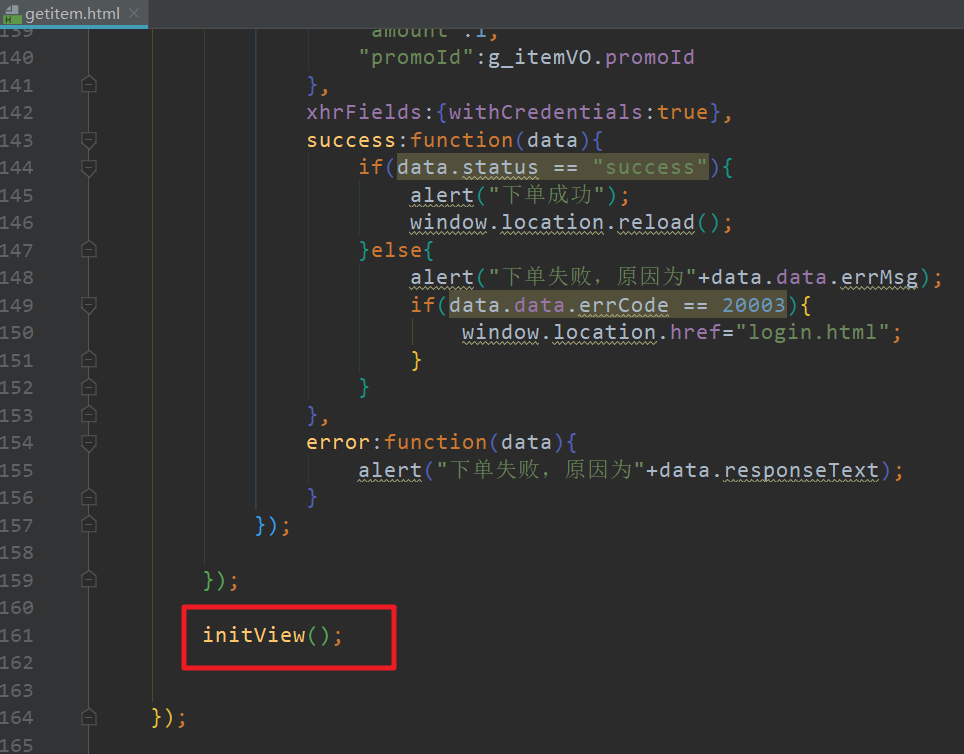 getitem.html
139 "amount":1,
140 "promoId":g_itemVO.promoId
141 },
142 xhrFields:{withCredentials:true},
143 success:function(data){
144 if(data.status == "success"){
145 alert("下单成功");
146 window.location.reload();
147 }else{
148 alert("下单失败，原因为"+data.data.errMsg);
149 if(data.data.errCode == 20003){
150 window.location.href="login.html";
151 }
152 }
153 },
154 error:function(data){
155 alert("下单失败，原因为"+data.responseText);
156 }
157 });
158
159 });
160
161 initView();
162
163
164 });
165